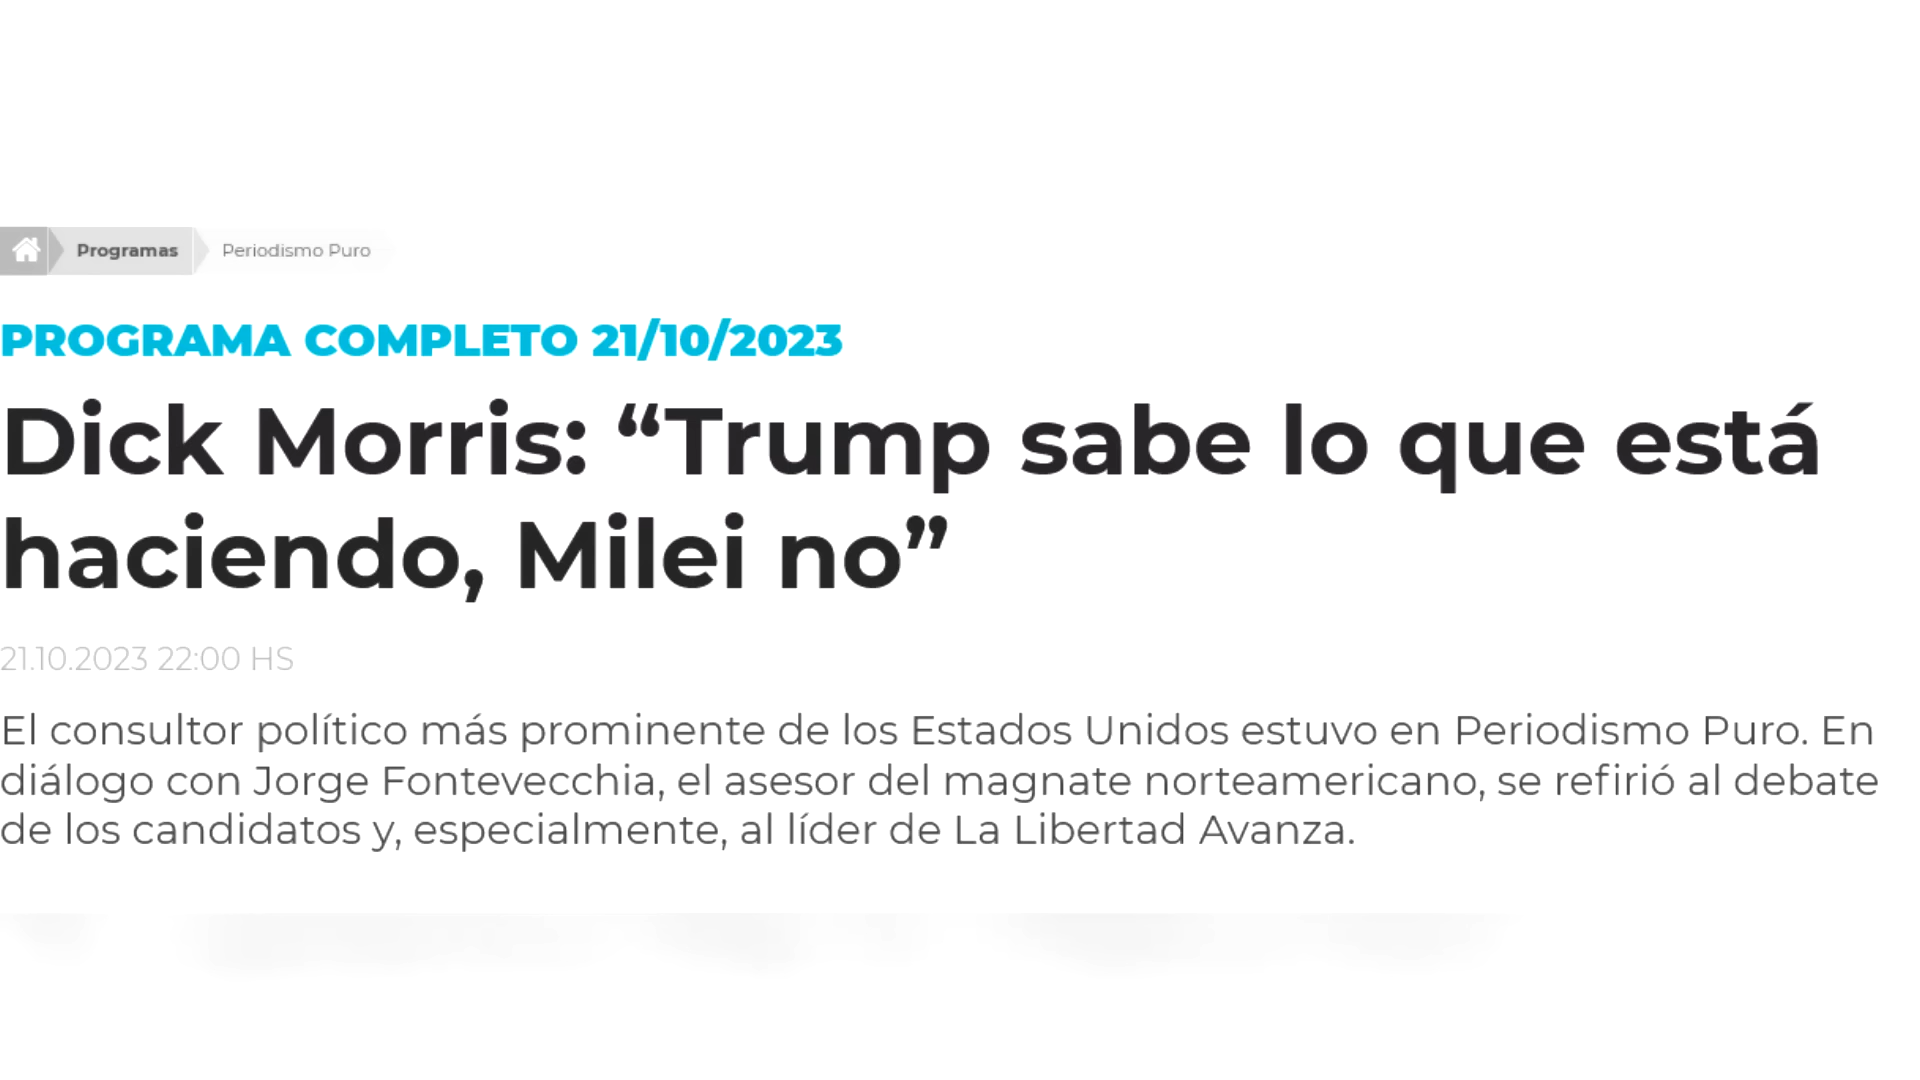 Programas Periodismo Puro
PROGRAMA COMPLETO 21/10/2023
Dick Morris: “Trump sabe lo que está
haciendo, Milei no”
21.10.2023 22:00 HS
El consultor político más prominente de los Estados Unidos estuvo en Periodismo Puro. En
diálogo con Jorge Fontevecchia, el asesor del magnate norteamericano, se refirió al debate
de los candidatos y, especialmente, al líder de La Libertad Avanza.